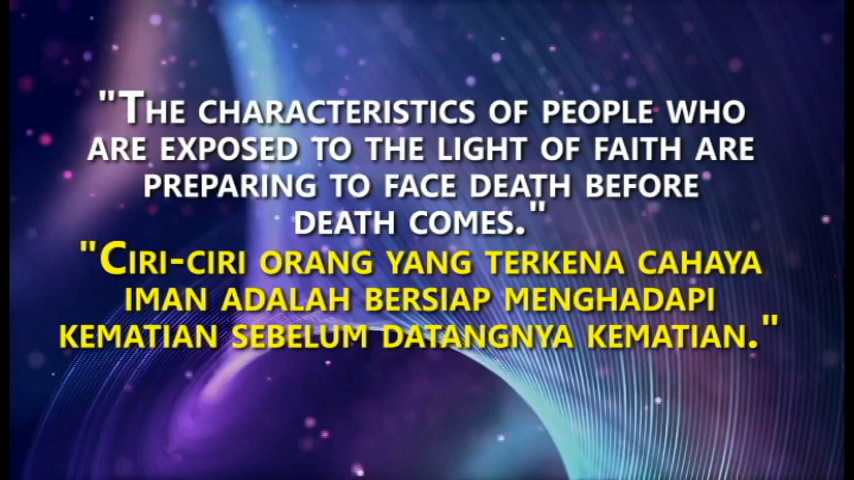 "The characteristics of people who
are exposed to the light of faith are
preparing to face death before
death comes."
"Ciri-ciri orang yang terkena cahaya
iman adalah bersiap menghadapi
kematian sebelum datangnya kematian."